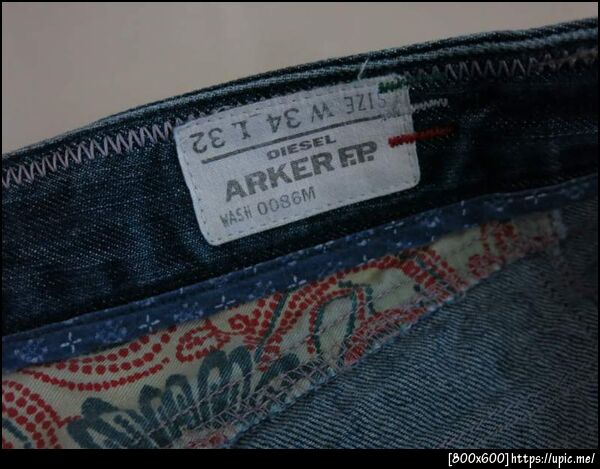 SIZE W 34 L 32
DIESEL
ARKER F.P.
WASH 0086M
[800x600]https://upic.me/